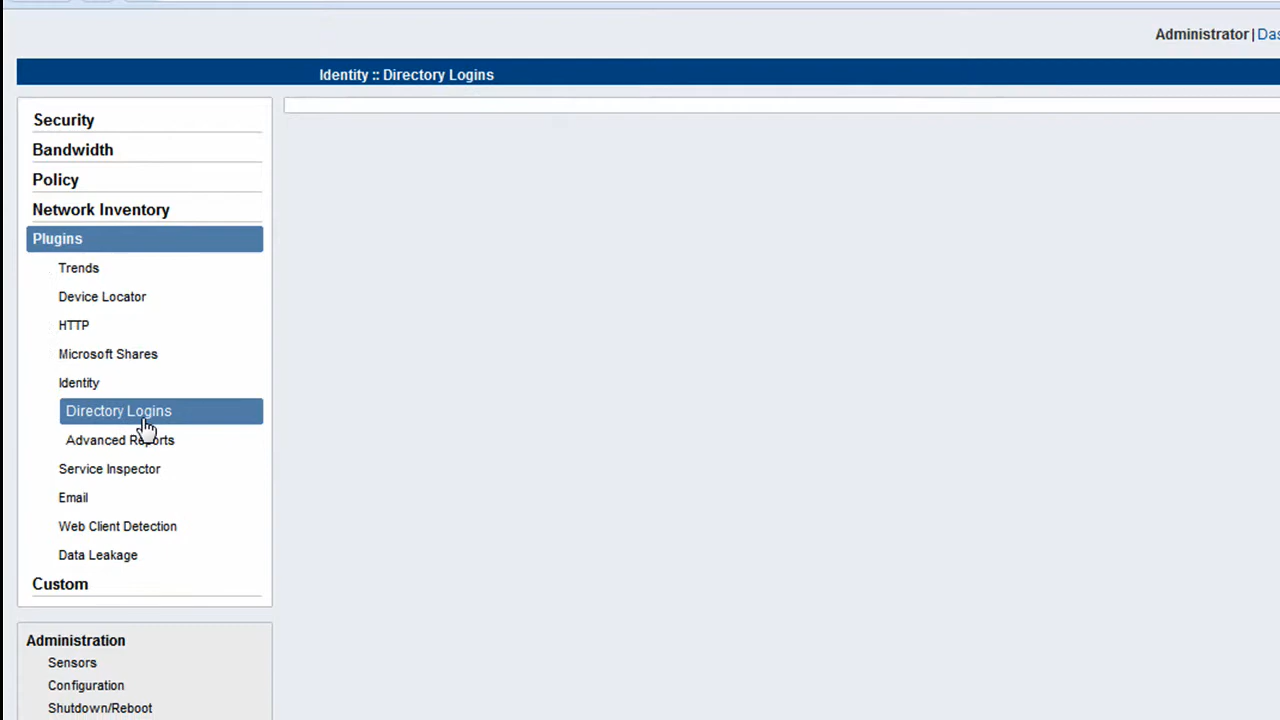 Administrator|
Identity :: Directory Logins
Security
Bandwidth
Policy
Network Inventory
Plugins
Trends
Device Locator
HTTP
Microsoft Shares
Identity
Directory Logins
Advanced Reports
Service Inspector
Email
Web Client Detection
Data Leakage
Custom
Administration
Sensors
Configuration
Shutdown/Reboot